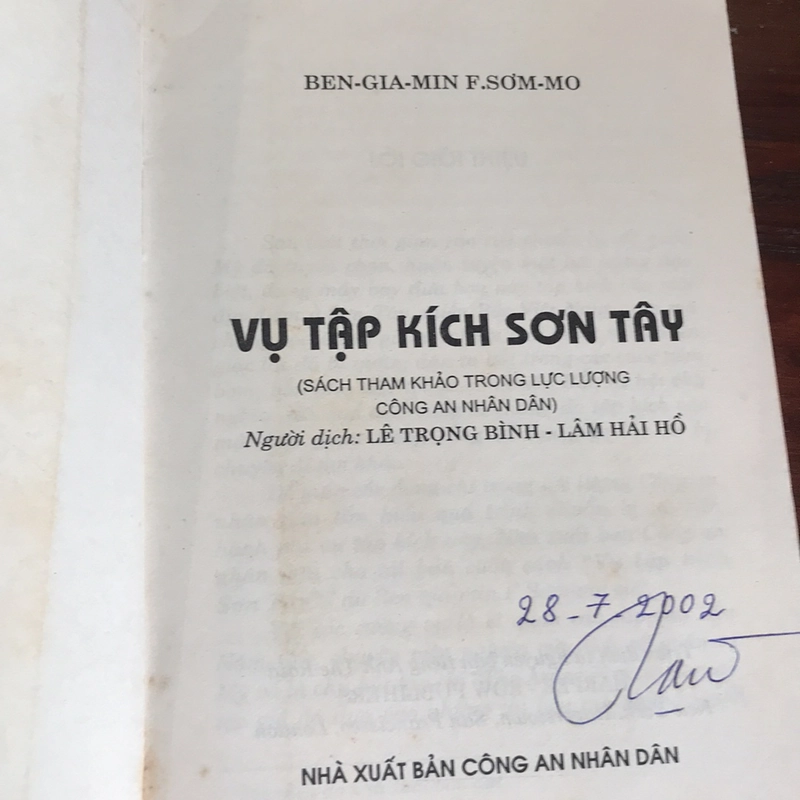 BEN-GIA-MIN F.SƠM-MO
VỤ TẬP KÍCH SƠN TÂY
(SÁCH THAM KHẢO TRONG LỰC LƯỢNG
CÔNG AN NHÂN DÂN)
Người dịch: LÊ TRỌNG BÌNH - LÂM HẢI HỒ
28-7-2002
NHÀ XUẤT BẢN CÔNG AN NHÂN DÂN